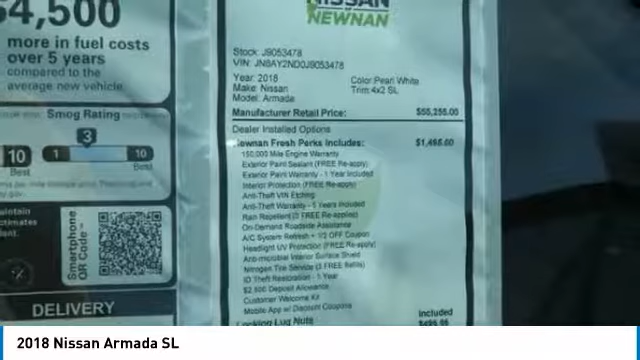 $4,500
more in fuel costs
over 5 years
compared to the
average new vehicle.
Smog Rating
3
10
1
10
Best
Best
Smartphone
QR Code™
DELIVERY
NISSAN
NEWNAN
Stock: J9053478
VIN: JN8AY2ND0J9053478
Year: 2018
Color:Pearl White
Make: Nissan
Trim:4x2 SL
Model: Armada
Manufacturer Retail Price: $55,255.00
Dealer Installed Options
Newnan Fresh Perks Includes: $1,495.00
150,000 Mile Engine Warranty
Exterior Paint Sealant (FREE Re-apply)
Exterior Paint Warranty - 1 Year Included
Interior Protection (FREE Re-apply)
Anti-Theft VIN Etching
Anti-Theft Warranty - 5 Years Included
Rain Repellent (3 FREE Re-applies)
On-Demand Roadside Assistance
A/C System Refresh + 1/2 OFF Coupon
Headlight UV Protection (FREE Re-apply)
Anti-microbial Interior Surface Shield
Nitrogen Tire Service (3 FREE Refills)
ID Theft Restoration - 1 Year
$2,500 Deposit Allowance
Customer Welcome Kit
Mobile App w/ Discount Coupons
Locking Lug Nuts Included
2018 Nissan Armada SL